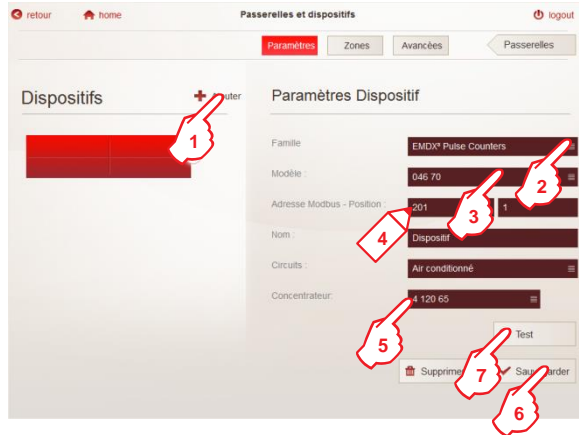 retour home Passerelles et dispositifs logout
Paramètres Zones Avancées Passerelles
Dispositifs Paramètres Dispositif
1
Famille EMDX³ Pulse Counters
2
Modèle : 046 70
3
Adresse Modbus - Position : 201 1
4
Nom : Dispositif
Circuits : Air conditionné
Concentrateur: 4 120 65
5
Test
7
6